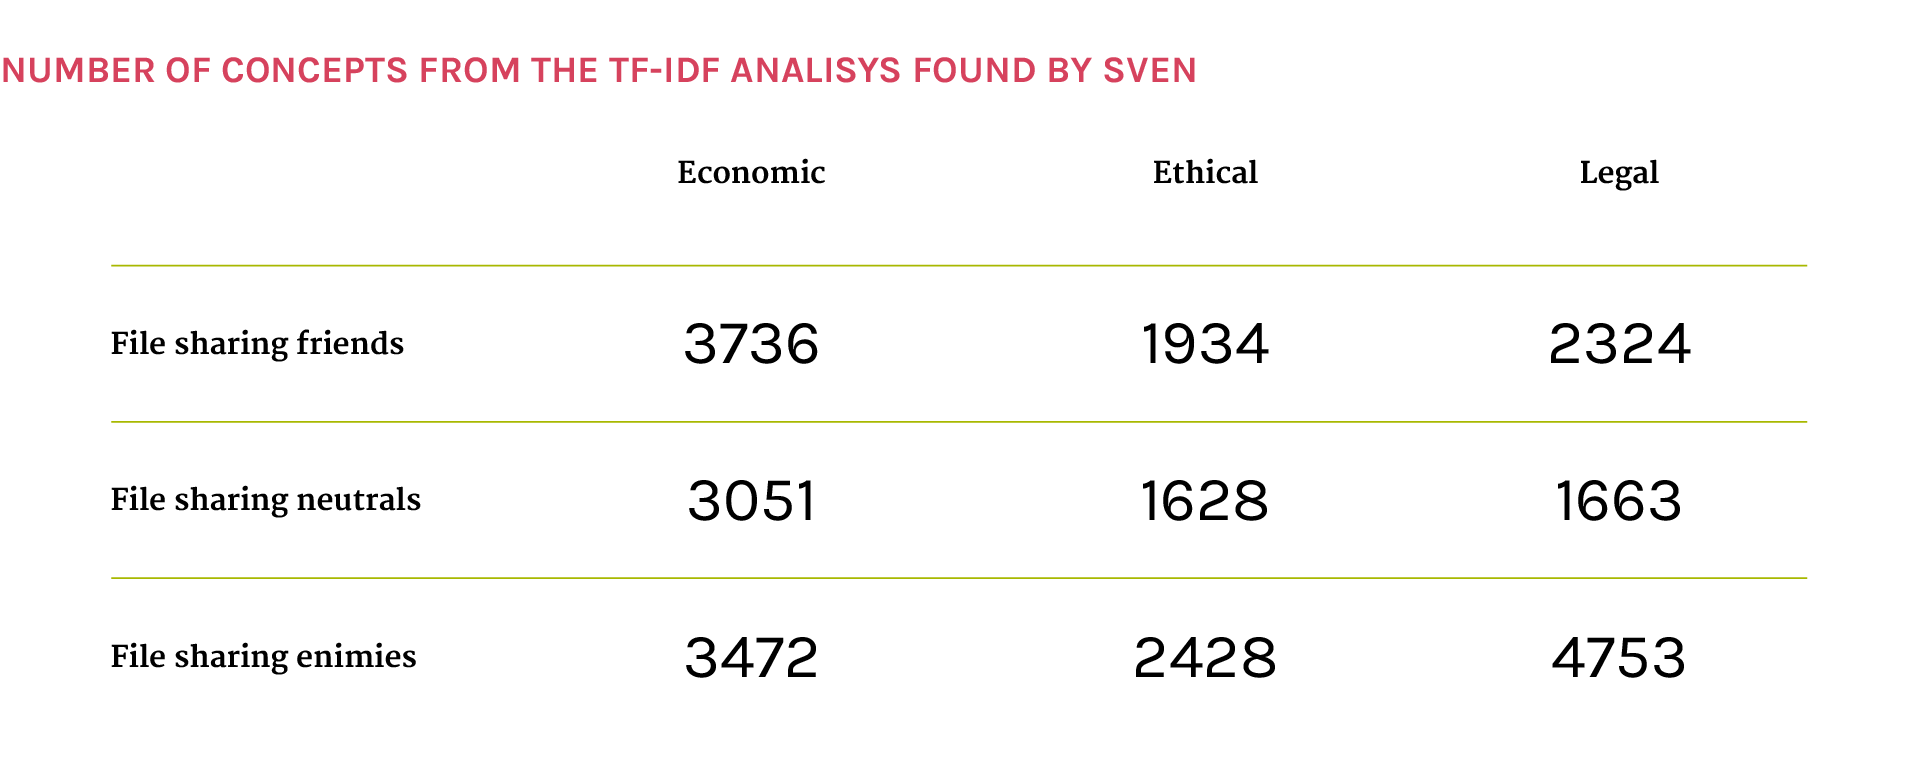 NUMBER OF CONCEPTS FROM THE TF-IDF ANALISYS FOUND BY SVEN
Economic Ethical Legal
File sharing friends 3736 1934 2324
File sharing neutrals 3051 1628 1663
File sharing enimies 3472 2428 4753